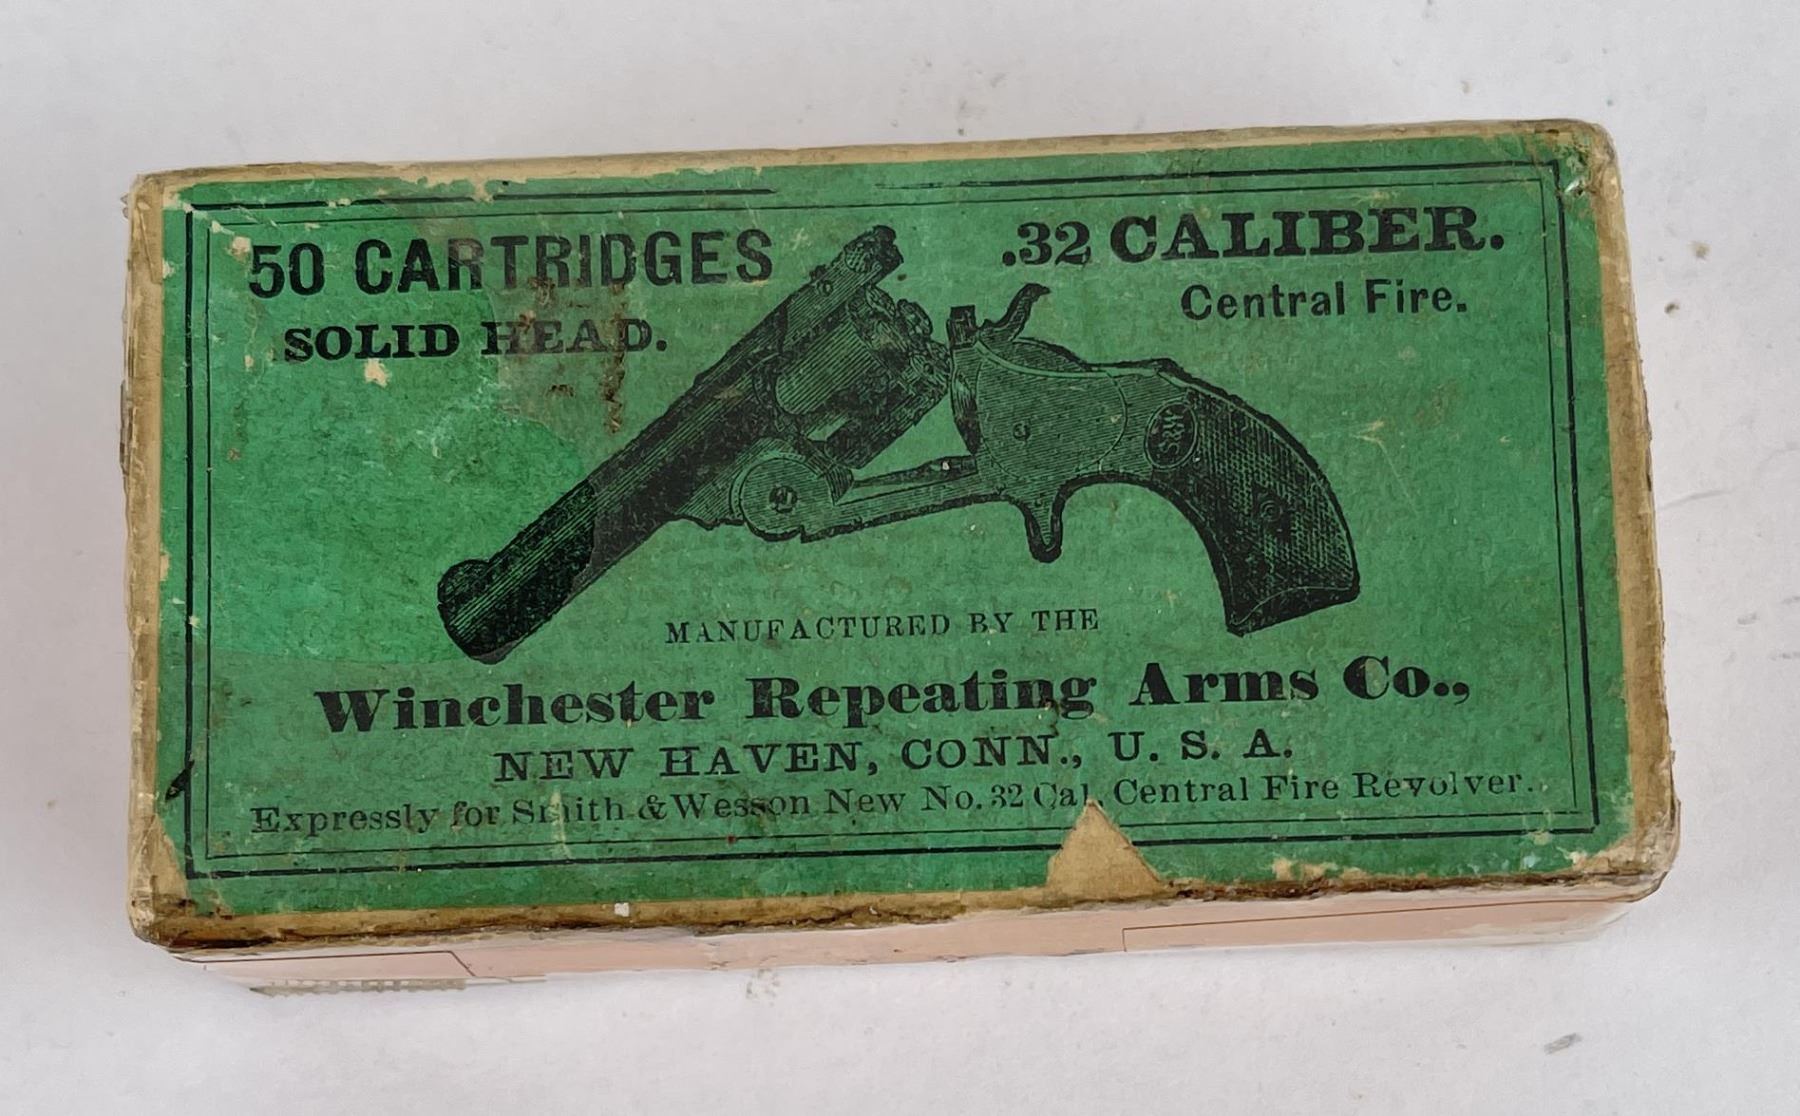 50 CARTRIDGES
SOLID HEAD.
.32 CALIBER.
Central Fire.
MANUFACTURED BY THE
Winchester Repeating Arms Co.,
NEW HAVEN, CONN., U. S. A.
Expressly for Smith & Wesson New No. 32 Cal. Central Fire Revolver.